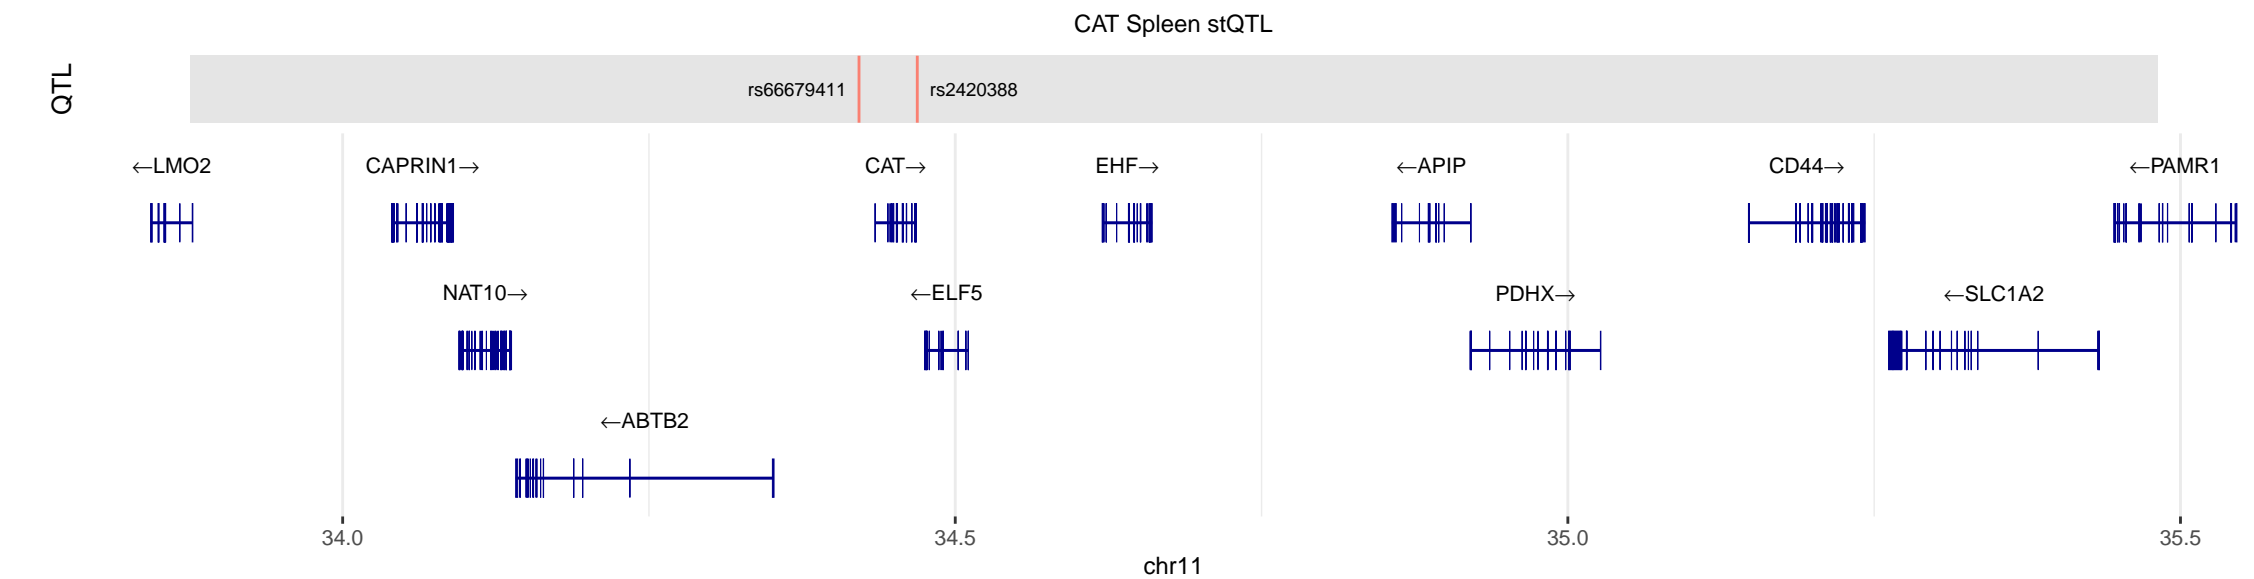 CAT Spleen stQTL
QTL
rs66679411 rs2420388
←LMO2 CAPRIN1→ CAT→ EHF→ ←APIP CD44→ ←PAMR1
NAT10→ ←ELF5 PDHX→ ←SLC1A2
←ABTB2
34.0 34.5 35.0 35.5
chr11